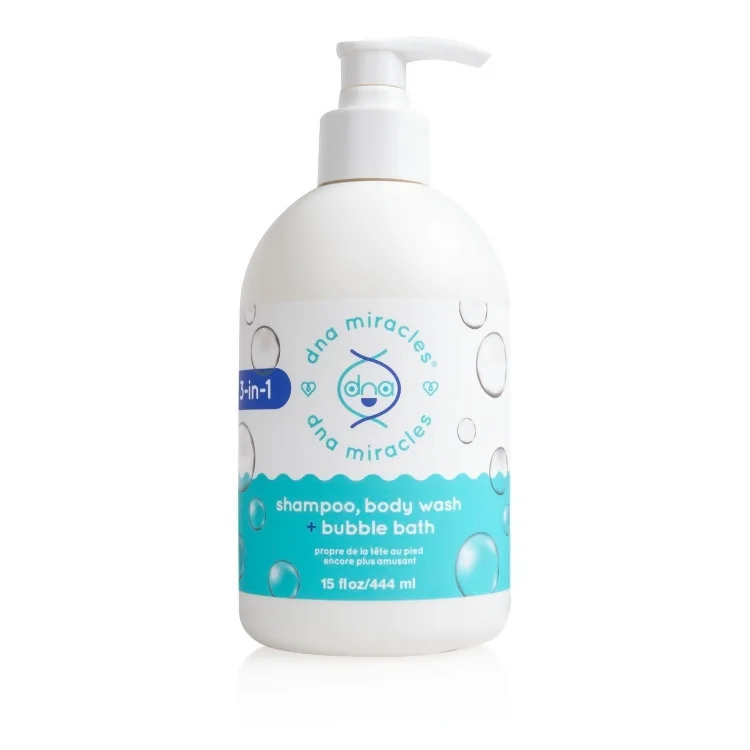 dna miracles®
dna
3-in-1
dna miracles
shampoo, body wash
+ bubble bath
propre de la tête au pied
encore plus amusant
15 fl oz/444 ml